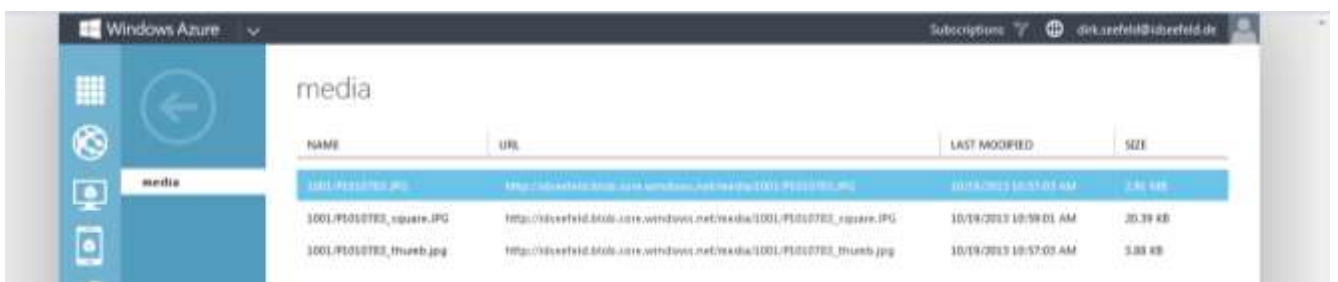 Windows Azure Subscriptions dirk.seefeld@idseefeld.de
media
NAME URL LAST MODIFIED SIZE
media
1001/P1010783.JPG http://idseefeld.blob.core.windows.net/media/1001/P1010783.JPG 10/19/2013 10:57:03 AM
1001/P1010783_square.JPG http://idseefeld.blob.core.windows.net/media/1001/P1010783_square.JPG 10/19/2013 10:59:01 AM 20.39 KB
1001/P1010783_thumb.jpg http://idseefeld.blob.core.windows.net/media/1001/P1010783_thumb.jpg 10/19/2013 10:57:03 AM 5.88 KB